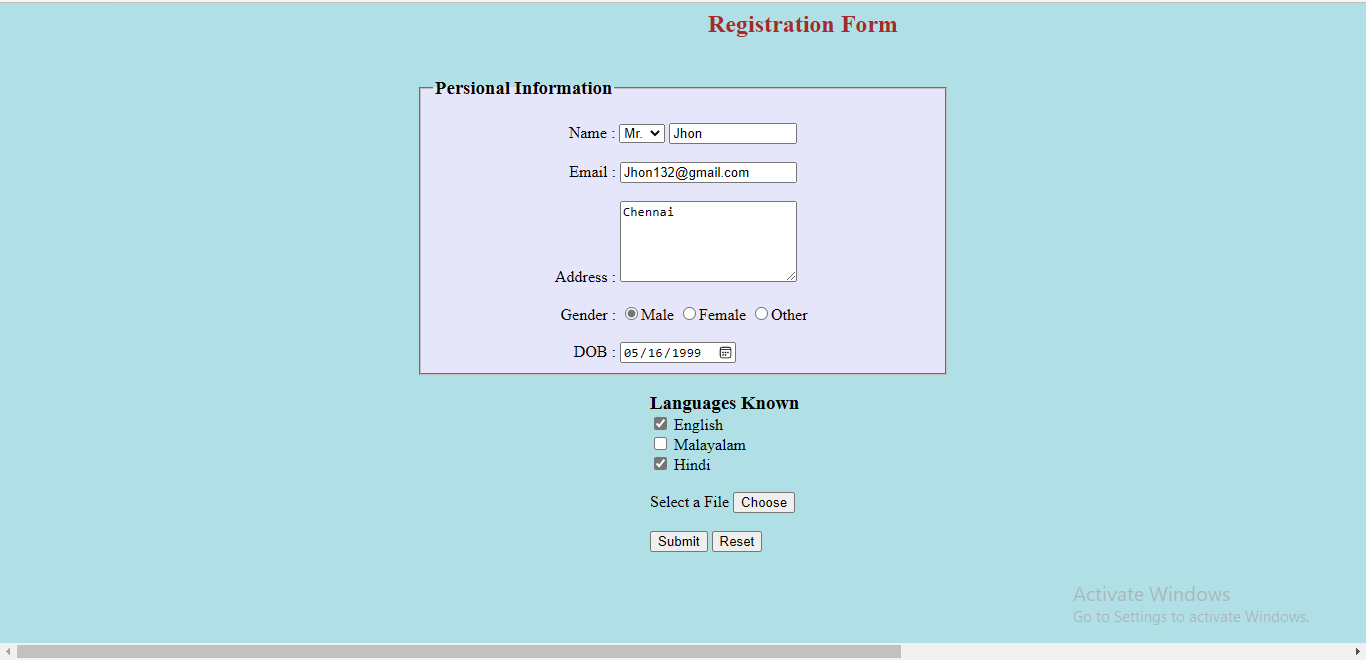 Registration Form
Persional Information
Name : Mr. Jhon
Email : Jhon132@gmail.com
Chennai
Address :
Gender : Male Female Other
DOB : 05/16/1999
Languages Known
English
Malayalam
Hindi
Select a File Choose
Submit Reset
Activate Windows
Go to Settings to activate Windows.